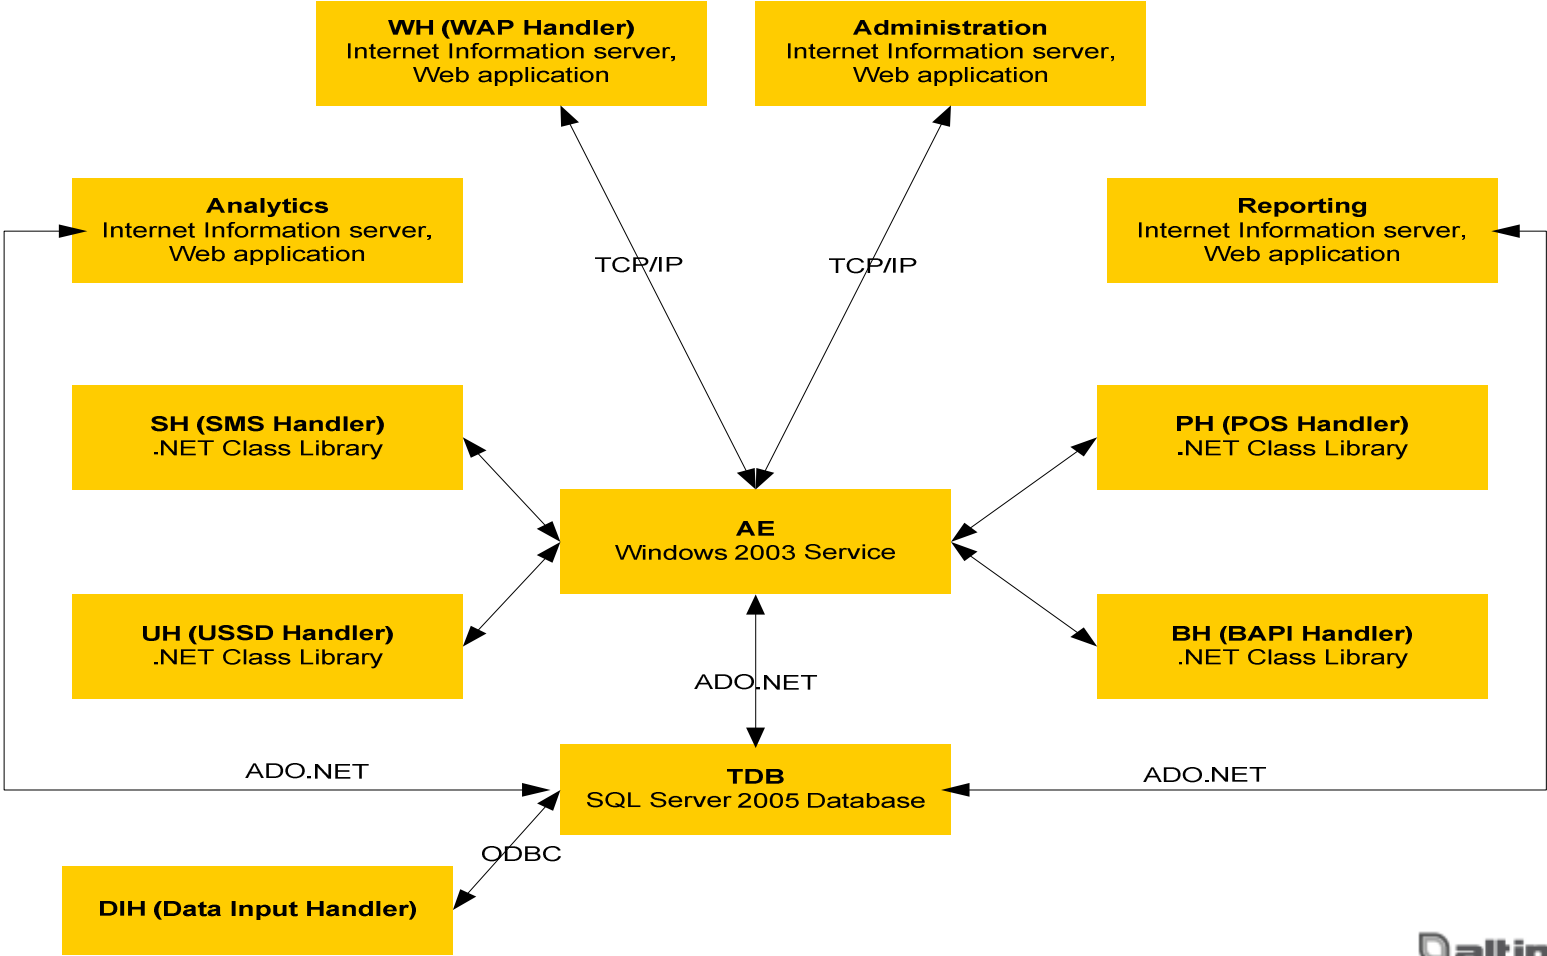 WH (WAP Handler)
Internet Information server,
Web application
Administration
Internet Information server,
Web application
Analytics
Internet Information server,
Web application
Reporting
Internet Information server,
Web application
TCP/IP
TCP/IP
SH (SMS Handler)
.NET Class Library
PH (POS Handler)
.NET Class Library
AE
Windows 2003 Service
UH (USSD Handler)
.NET Class Library
BH (BAPI Handler)
.NET Class Library
ADO.NET
ADO.NET
TDB
SQL Server 2005 Database
ADO.NET
ODBC
DIH (Data Input Handler)